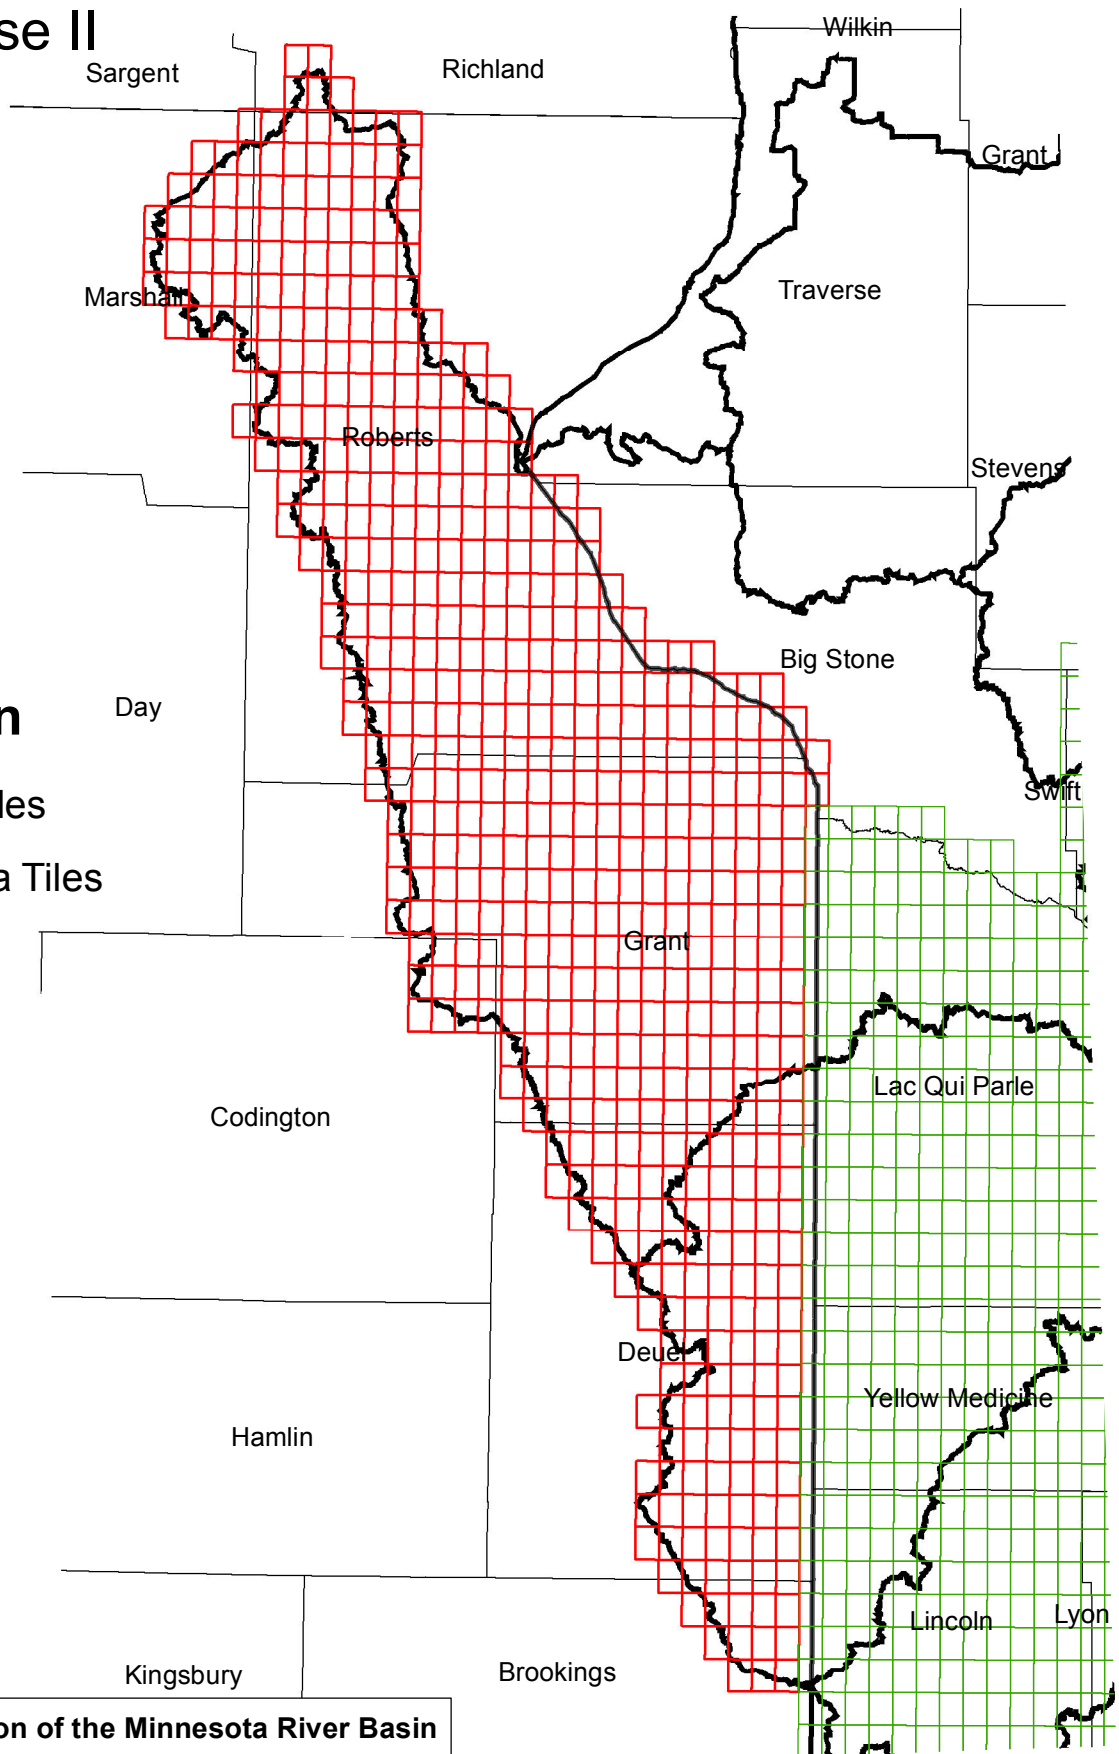 se II
Wilkin
Sargent
Richland
Grant
Marshall
Traverse
Roberts
Stevens
Big Stone
Day
n
Swift
les
a Tiles
Grant
Lac Qui Parle
Codington
Deuel
Yellow Medicine
Hamlin
Lincoln
Lyon
Kingsbury
Brookings
on of the Minnesota River Basin